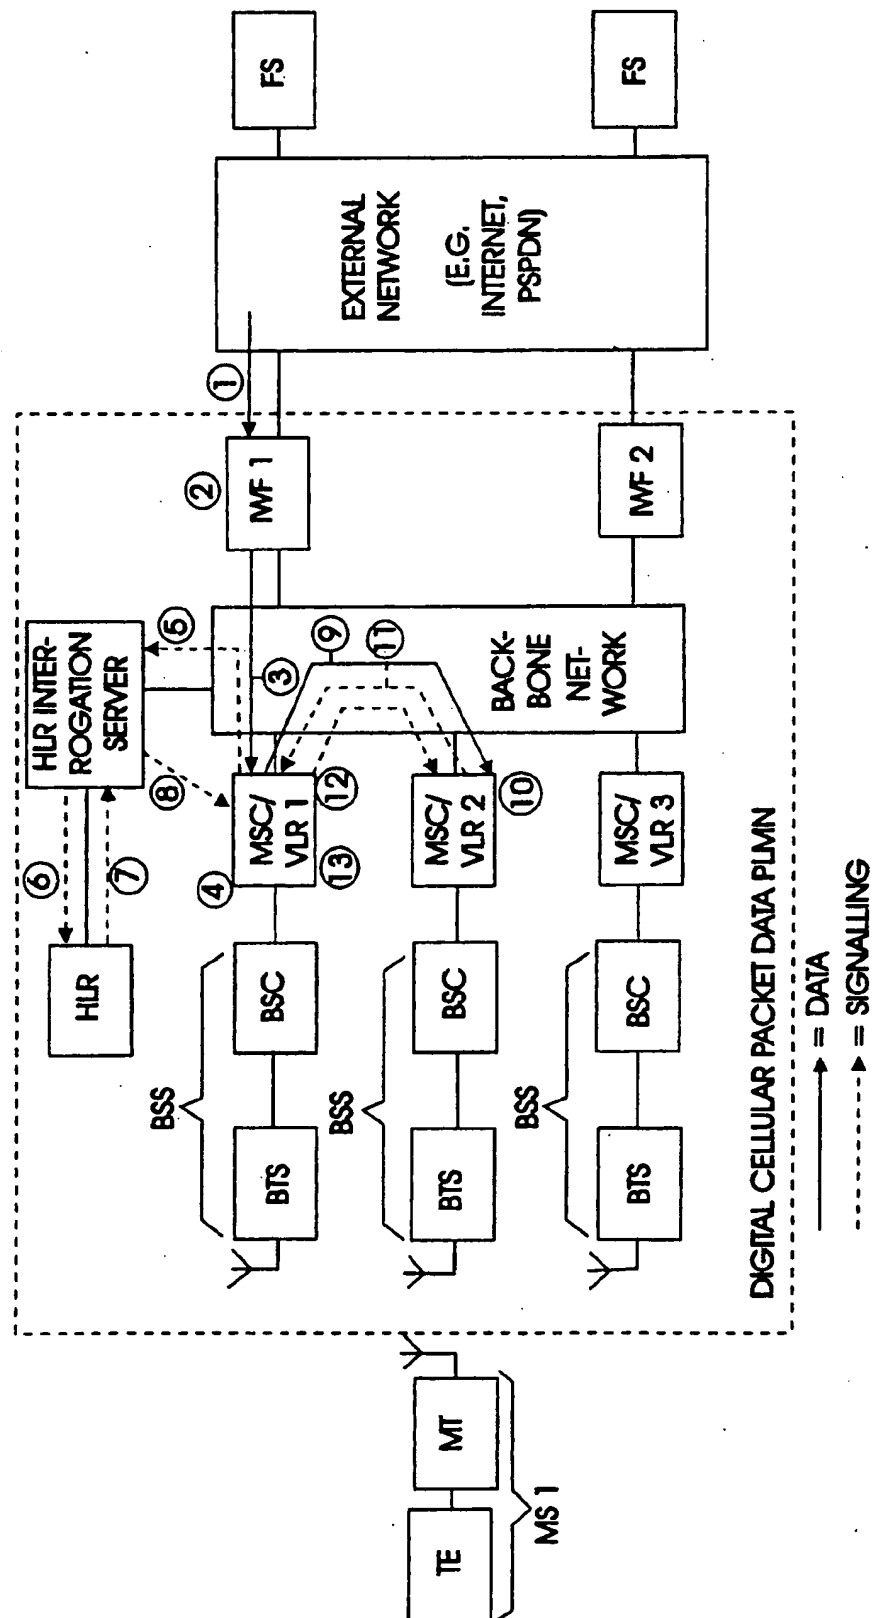 FS
FS
EXTERNAL
NETWORK
(E.G.
INTERNET,
PSPDN)
1
2
IWF 1
IWF 2
HLR INTER-
ROGATION
SERVER
5
3
9
11
BACK-
BONE
NET-
WORK
6
7
8
4
MSC/
VLR 1
12
13
MSC/
VLR 2
10
MSC/
VLR 3
HLR
BSS
BSC
BTS
BSS
BSC
BTS
BSS
BSC
BTS
DIGITAL CELLULAR PACKET DATA PLMN
= DATA
= SIGNALLING
MT
TE
MS 1